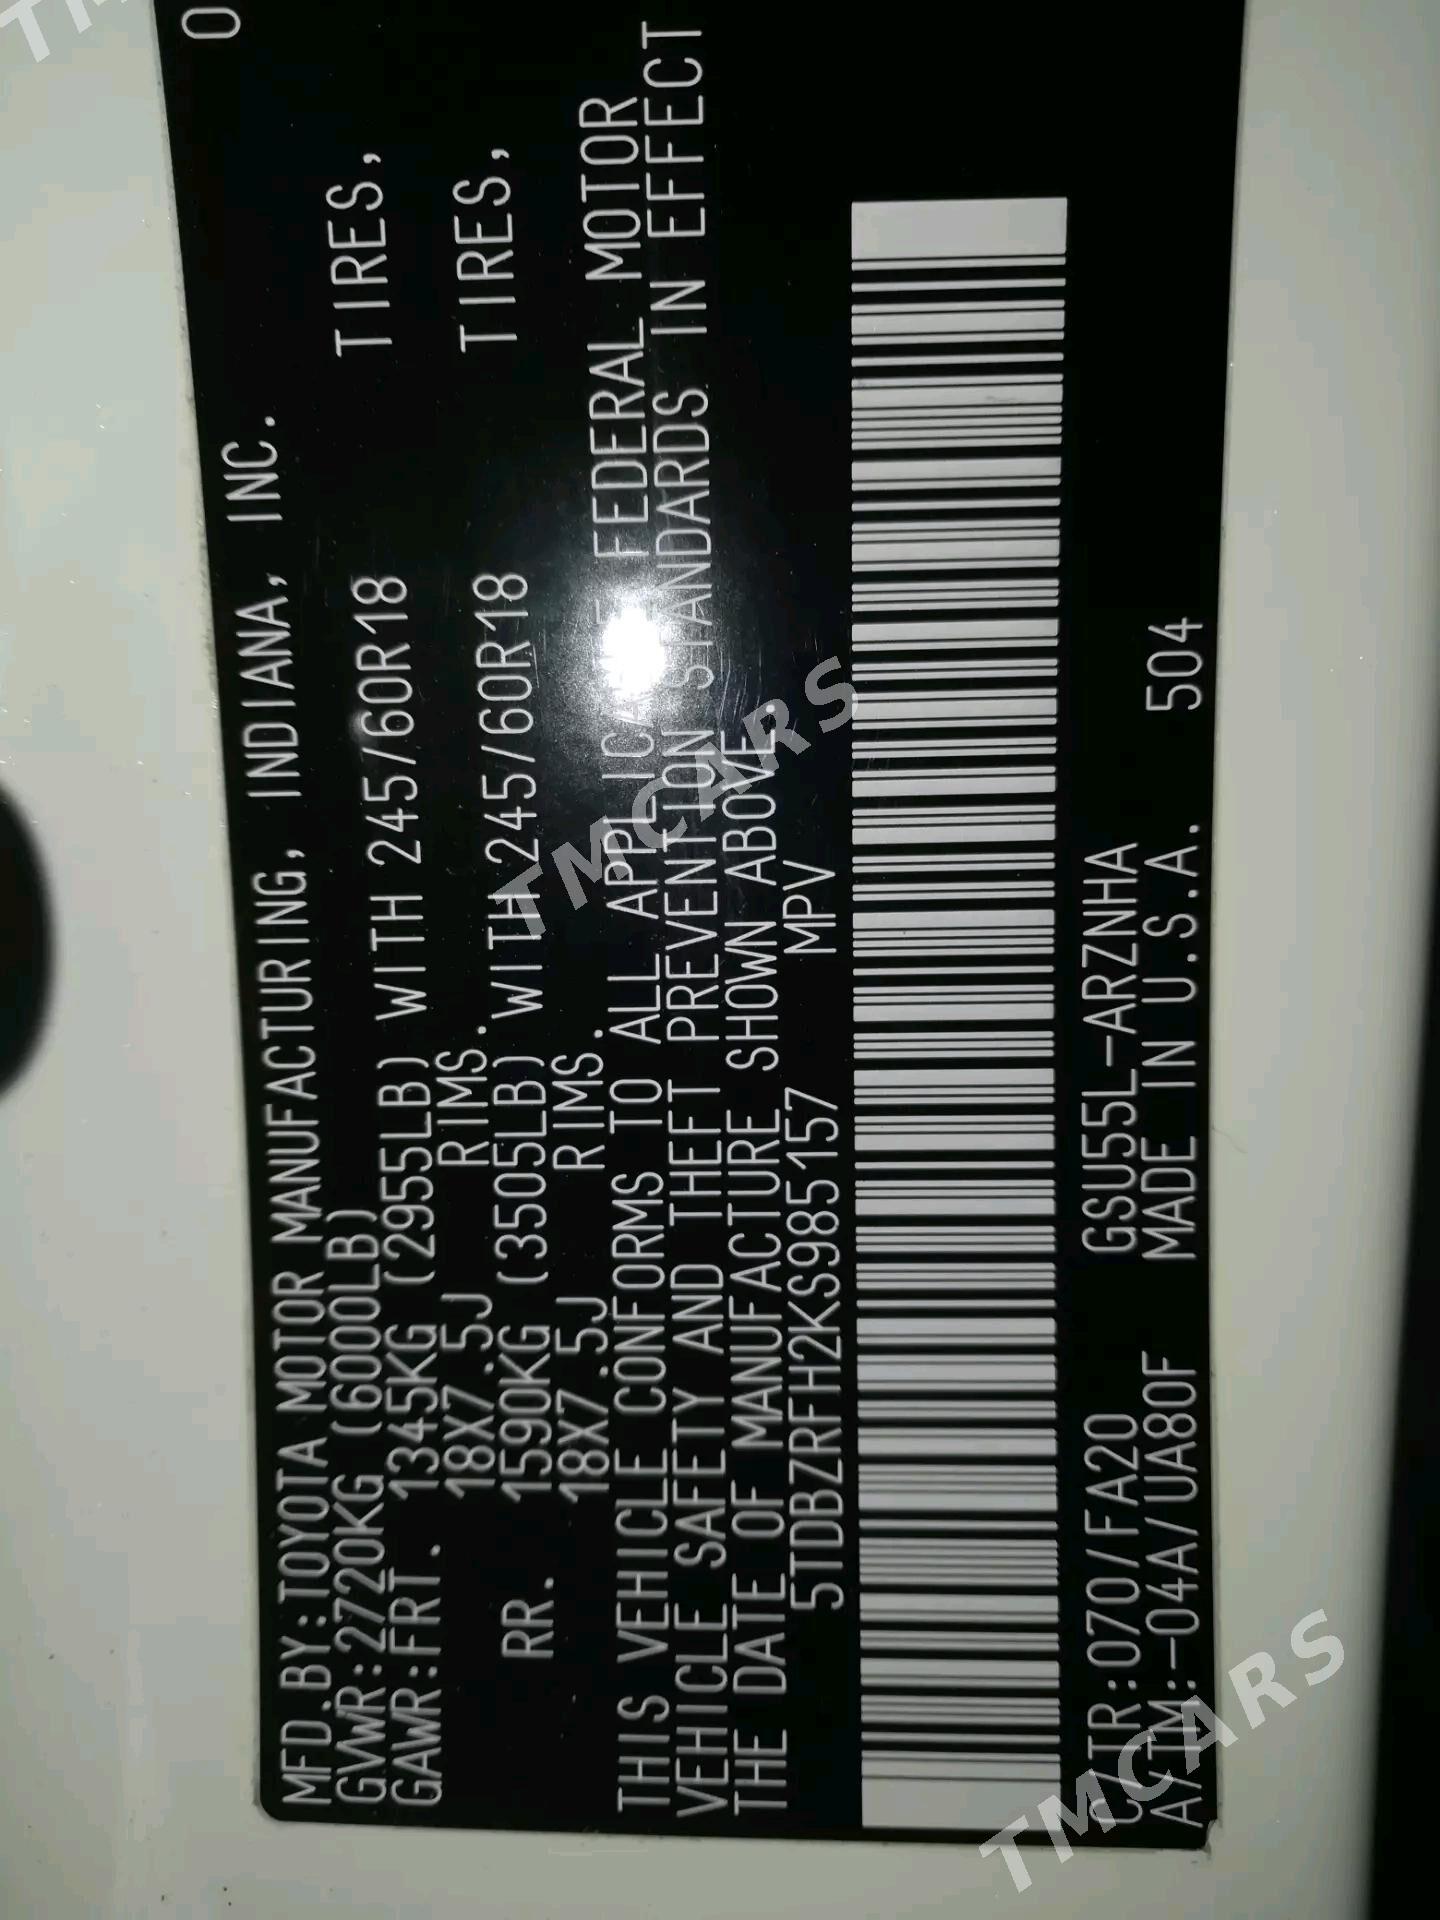 MFD.BY:TOYOTA MOTOR MANUFACTURING, INDIANA, INC. 0
GVWR:2720KG (6000LB)
GAWR:FRT. 1345KG (2955LB) WITH 245/60R18 TIRES,
18X7.5J RIMS.
RR. 1590KG (3505LB) WITH 245/60R18 TIRES,
18X7.5J RIMS.
THIS VEHICLE CONFORMS TO ALL APPLICABLE FEDERAL MOTOR
VEHICLE SAFETY AND THEFT PREVENTION STANDARDS IN EFFECT
THE DATE OF MANUFACTURE SHOWN ABOVE.
5TDBZRFH2KS985157 MPV
C/TR:070/FA20 GSU55L-ARZNHA
A/TM:-04A/UA80F MADE IN U.S.A. 504
TMCARS
TMCARS